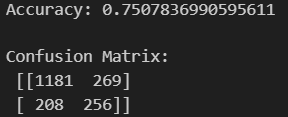 Accuracy: 0.7507836990595611
Confusion Matrix:
[[1181 269]
[ 208 256]]